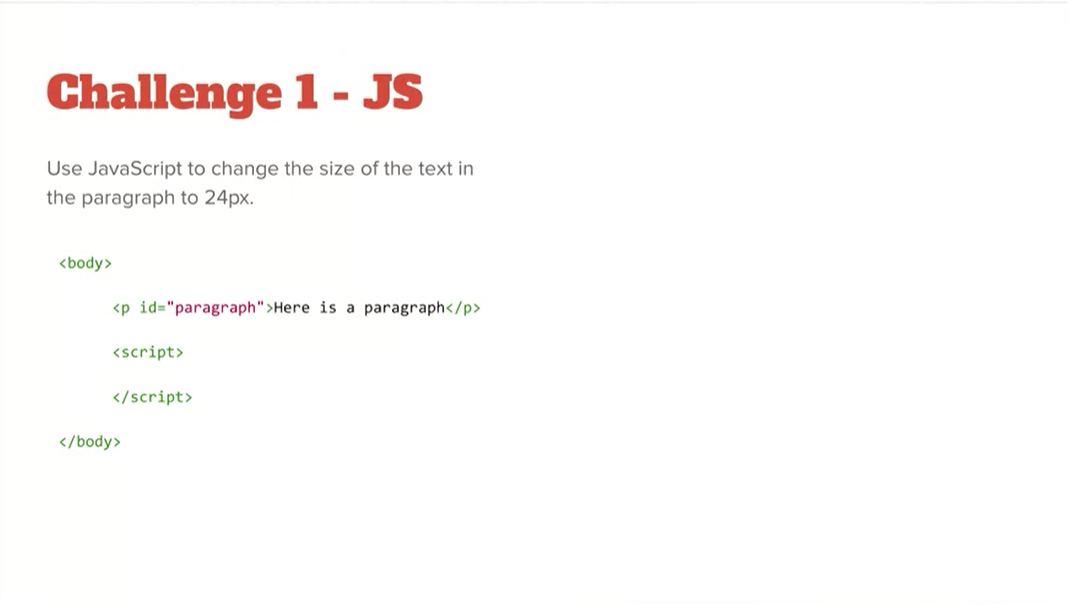 Challenge 1 - JS
Use JavaScript to change the size of the text in
the paragraph to 24px.
<body>
<p id="paragraph">Here is a paragraph</p>
<script>
</script>
</body>